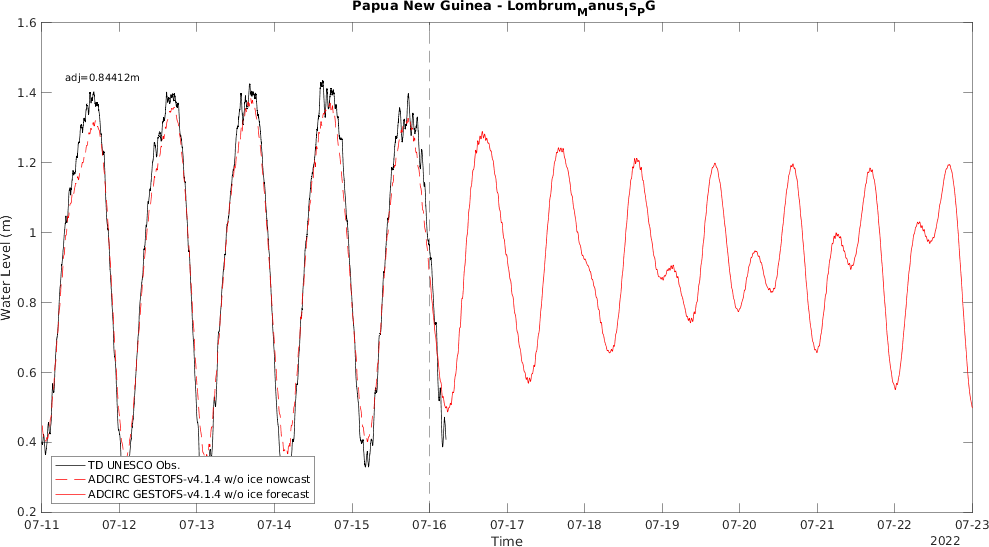 Papua New Guinea - LombrumManusIsPG
1.6
adj=0.84412m
1.4
1.2
1
0.8
0.6
0.4
0.2
Water Level (m)
TD UNESCO Obs.
ADCIRC GESTOFS-v4.1.4 w/o ice nowcast
ADCIRC GESTOFS-v4.1.4 w/o ice forecast
07-11 07-12 07-13 07-14 07-15 07-16 07-17 07-18 07-19 07-20 07-21 07-22 07-23
Time
2022